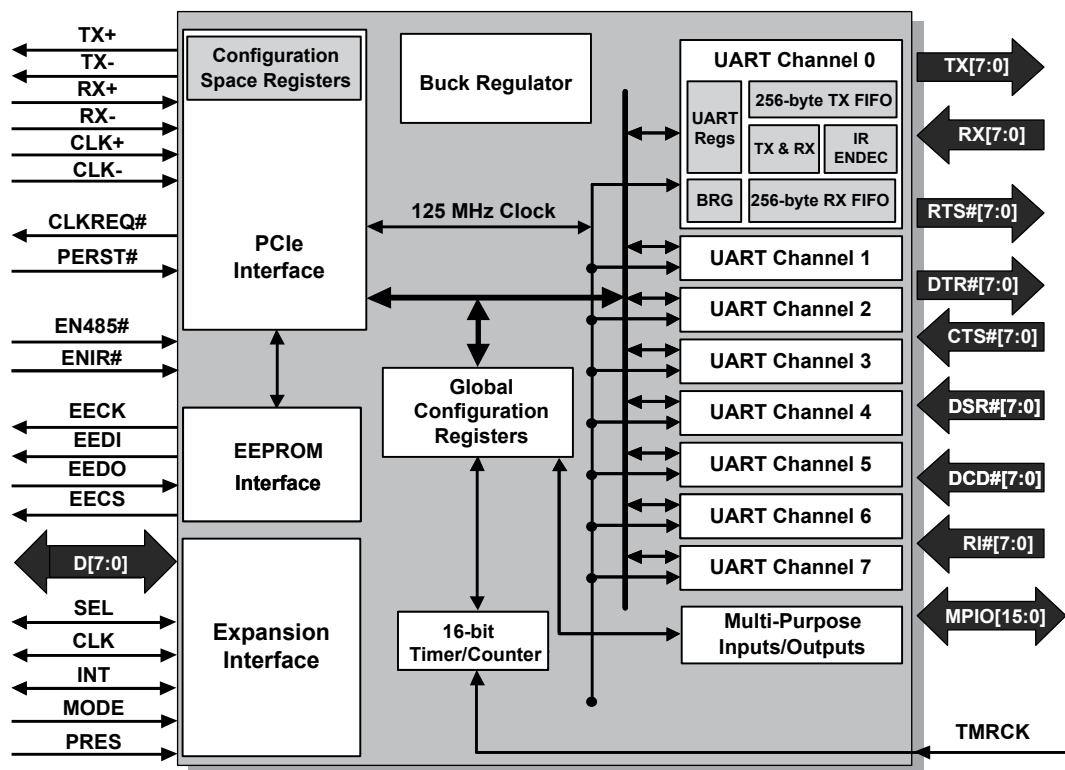 TX+
TX-
RX+
RX-
CLK+
CLK-
CLKREQ#
PERST#
EN485#
ENIR#
EECK
EEDI
EEDO
EECS
D[7:0]
SEL
CLK
INT
MODE
PRES
Configuration
Space Registers
PCIe
Interface
EEPROM
Interface
Expansion
Interface
Buck Regulator
125 MHz Clock
Global
Configuration
Registers
16-bit
Timer/Counter
UART Channel 0
UART
Regs
256-byte TX FIFO
TX & RX
IR
ENDEC
BRG
256-byte RX FIFO
UART Channel 1
UART Channel 2
UART Channel 3
UART Channel 4
UART Channel 5
UART Channel 6
UART Channel 7
Multi-Purpose
Inputs/Outputs
TX[7:0]
RX[7:0]
RTS#[7:0]
DTR#[7:0]
CTS#[7:0]
DSR#[7:0]
DCD#[7:0]
RI#[7:0]
MPIO[15:0]
TMRCK